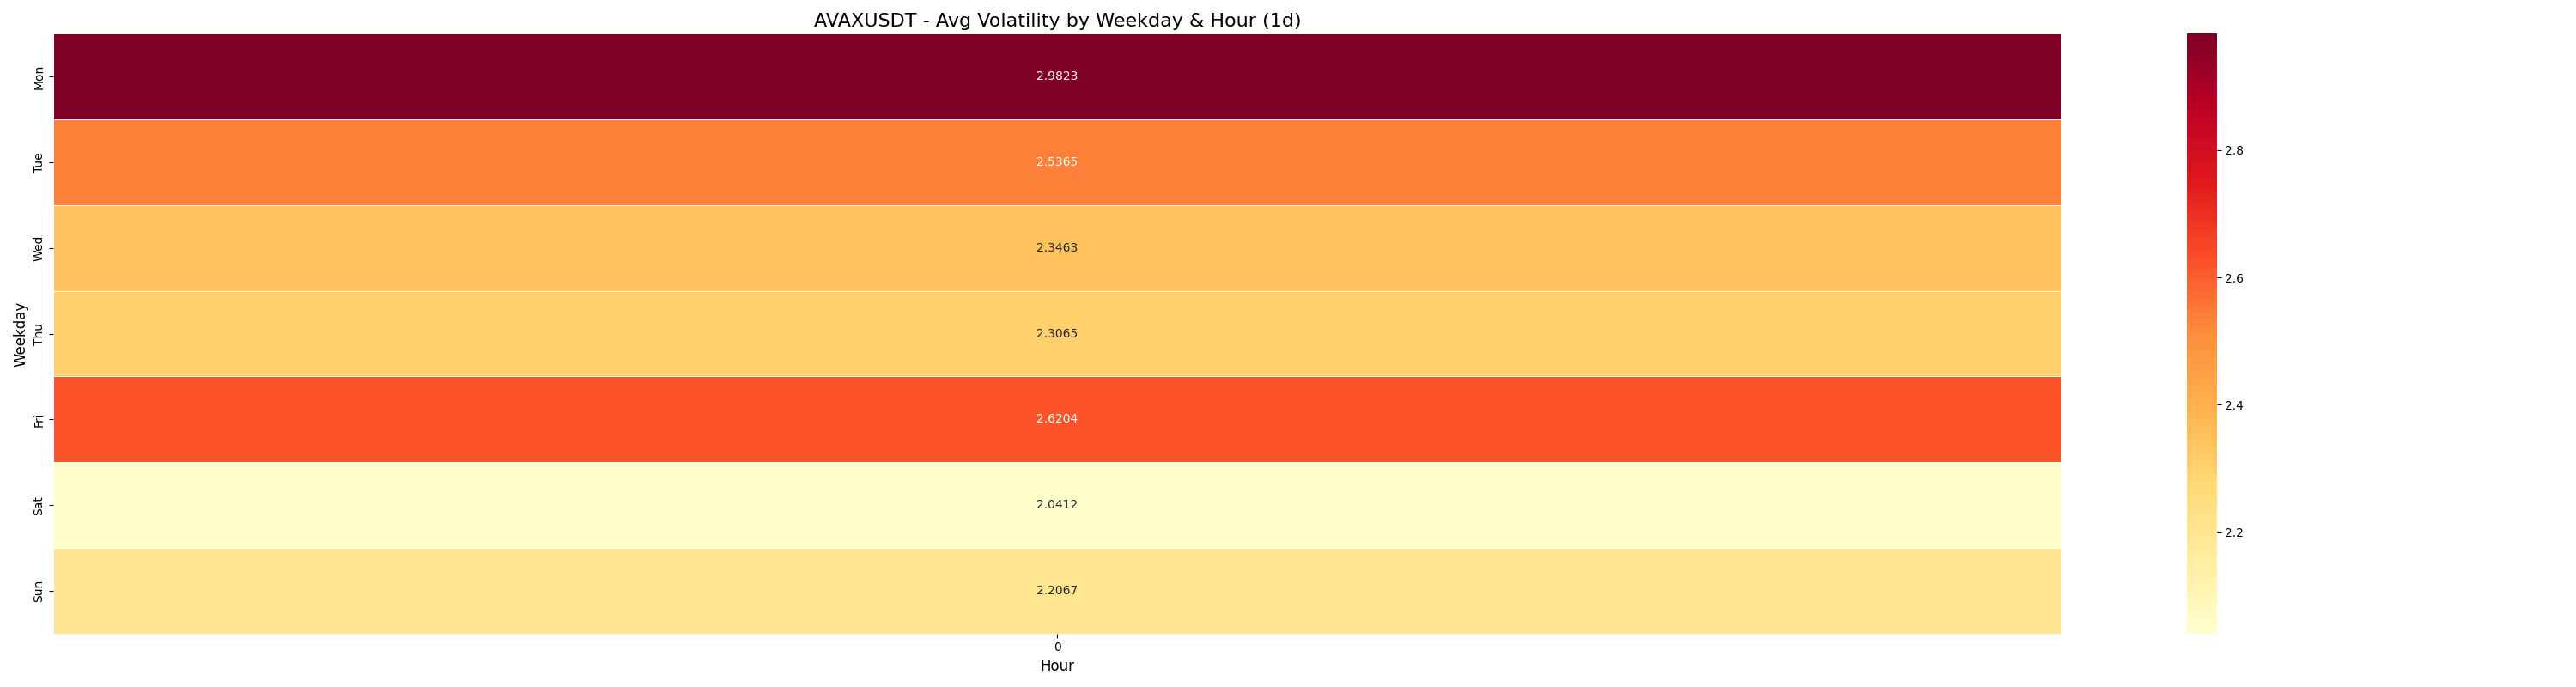 AVAXUSDT - Avg Volatility by Weekday & Hour (1d)
Weekday
Mon
2.9823
Tue
2.5365
Wed
2.3463
Thu
2.3065
Fri
2.6204
Sat
2.0412
Sun
2.2067
0
Hour
2.8
2.6
2.4
2.2